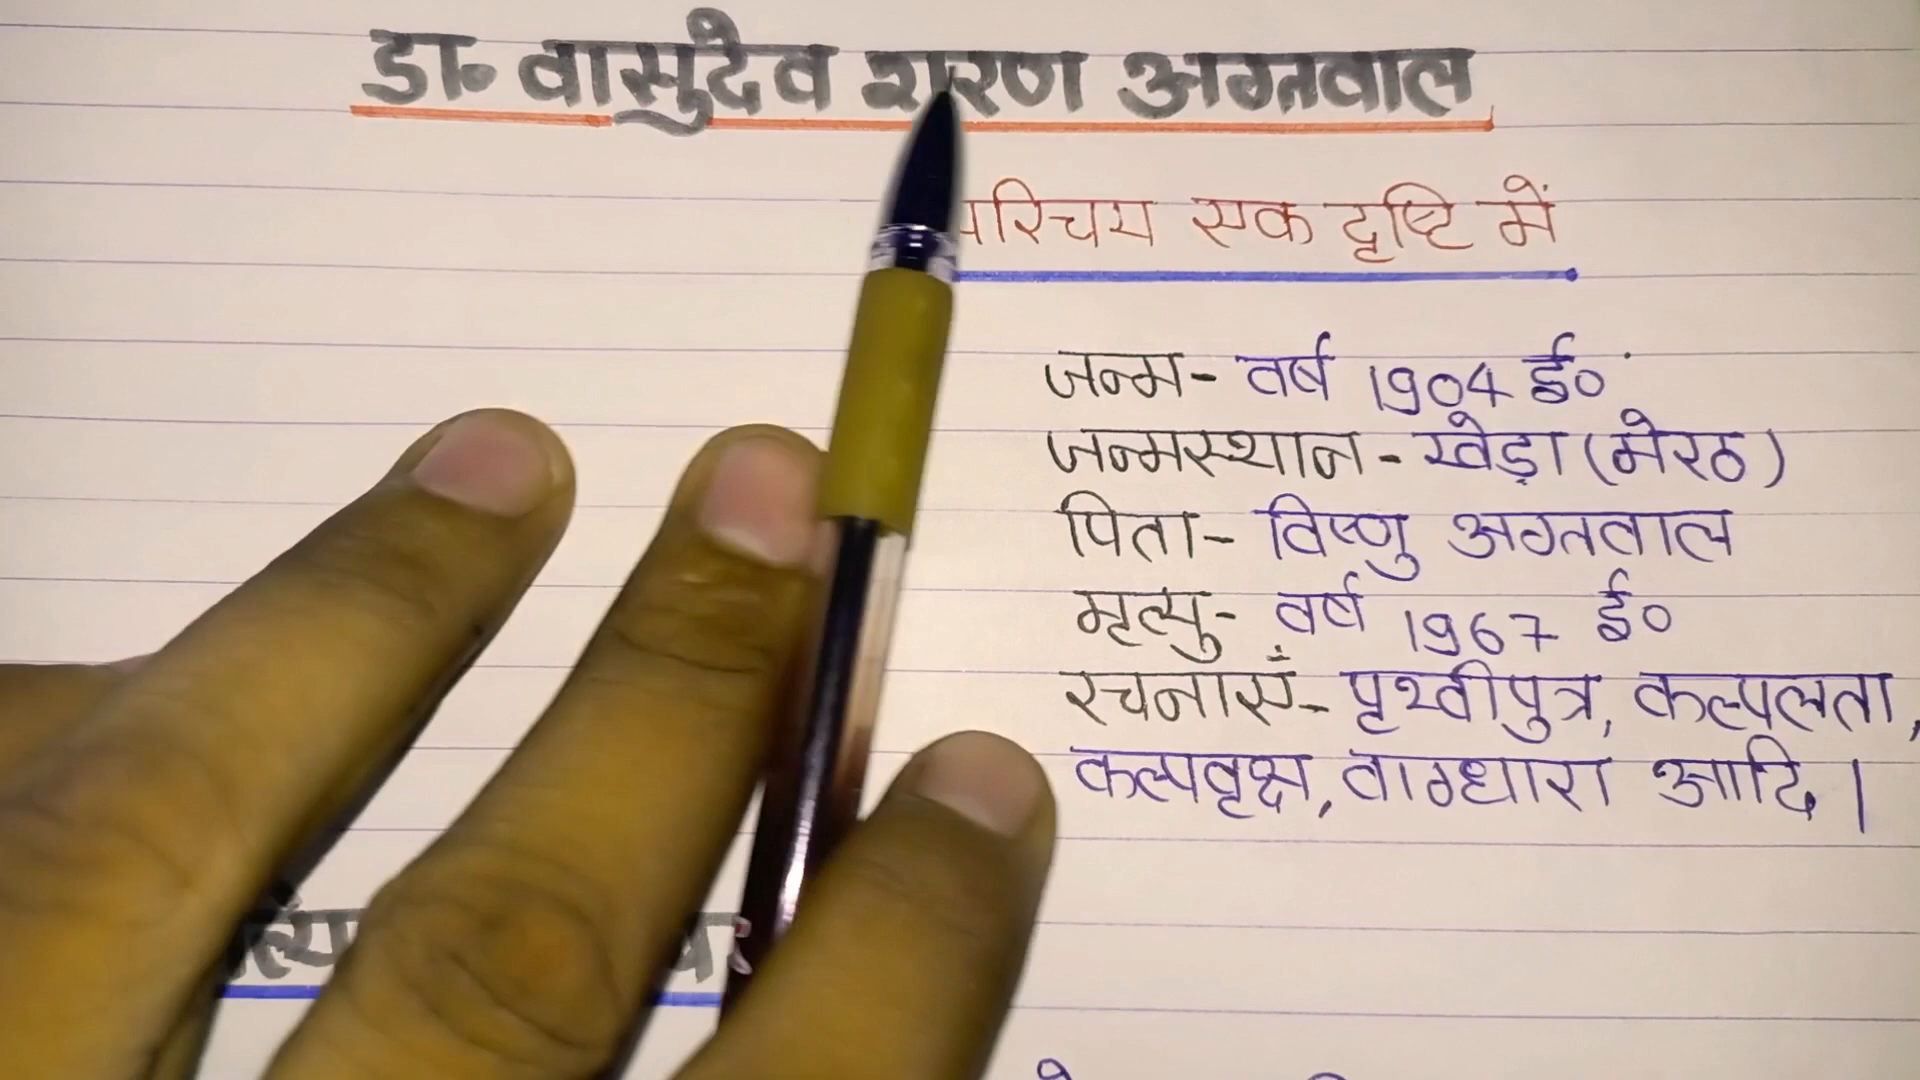 डा० वासुदेव शरण अग्रवाल
परिचय एक दृष्टि में
जन्म- वर्ष 1904 ई०
जन्मस्थान- खेड़ा (मेरठ)
पिता- विष्णु अग्रवाल
मृत्यु- वर्ष 1967 ई०
रचनाएं- पृथ्वीपुत्र, कल्पलता,
कल्पवृक्ष, वाग्धारा आदि।